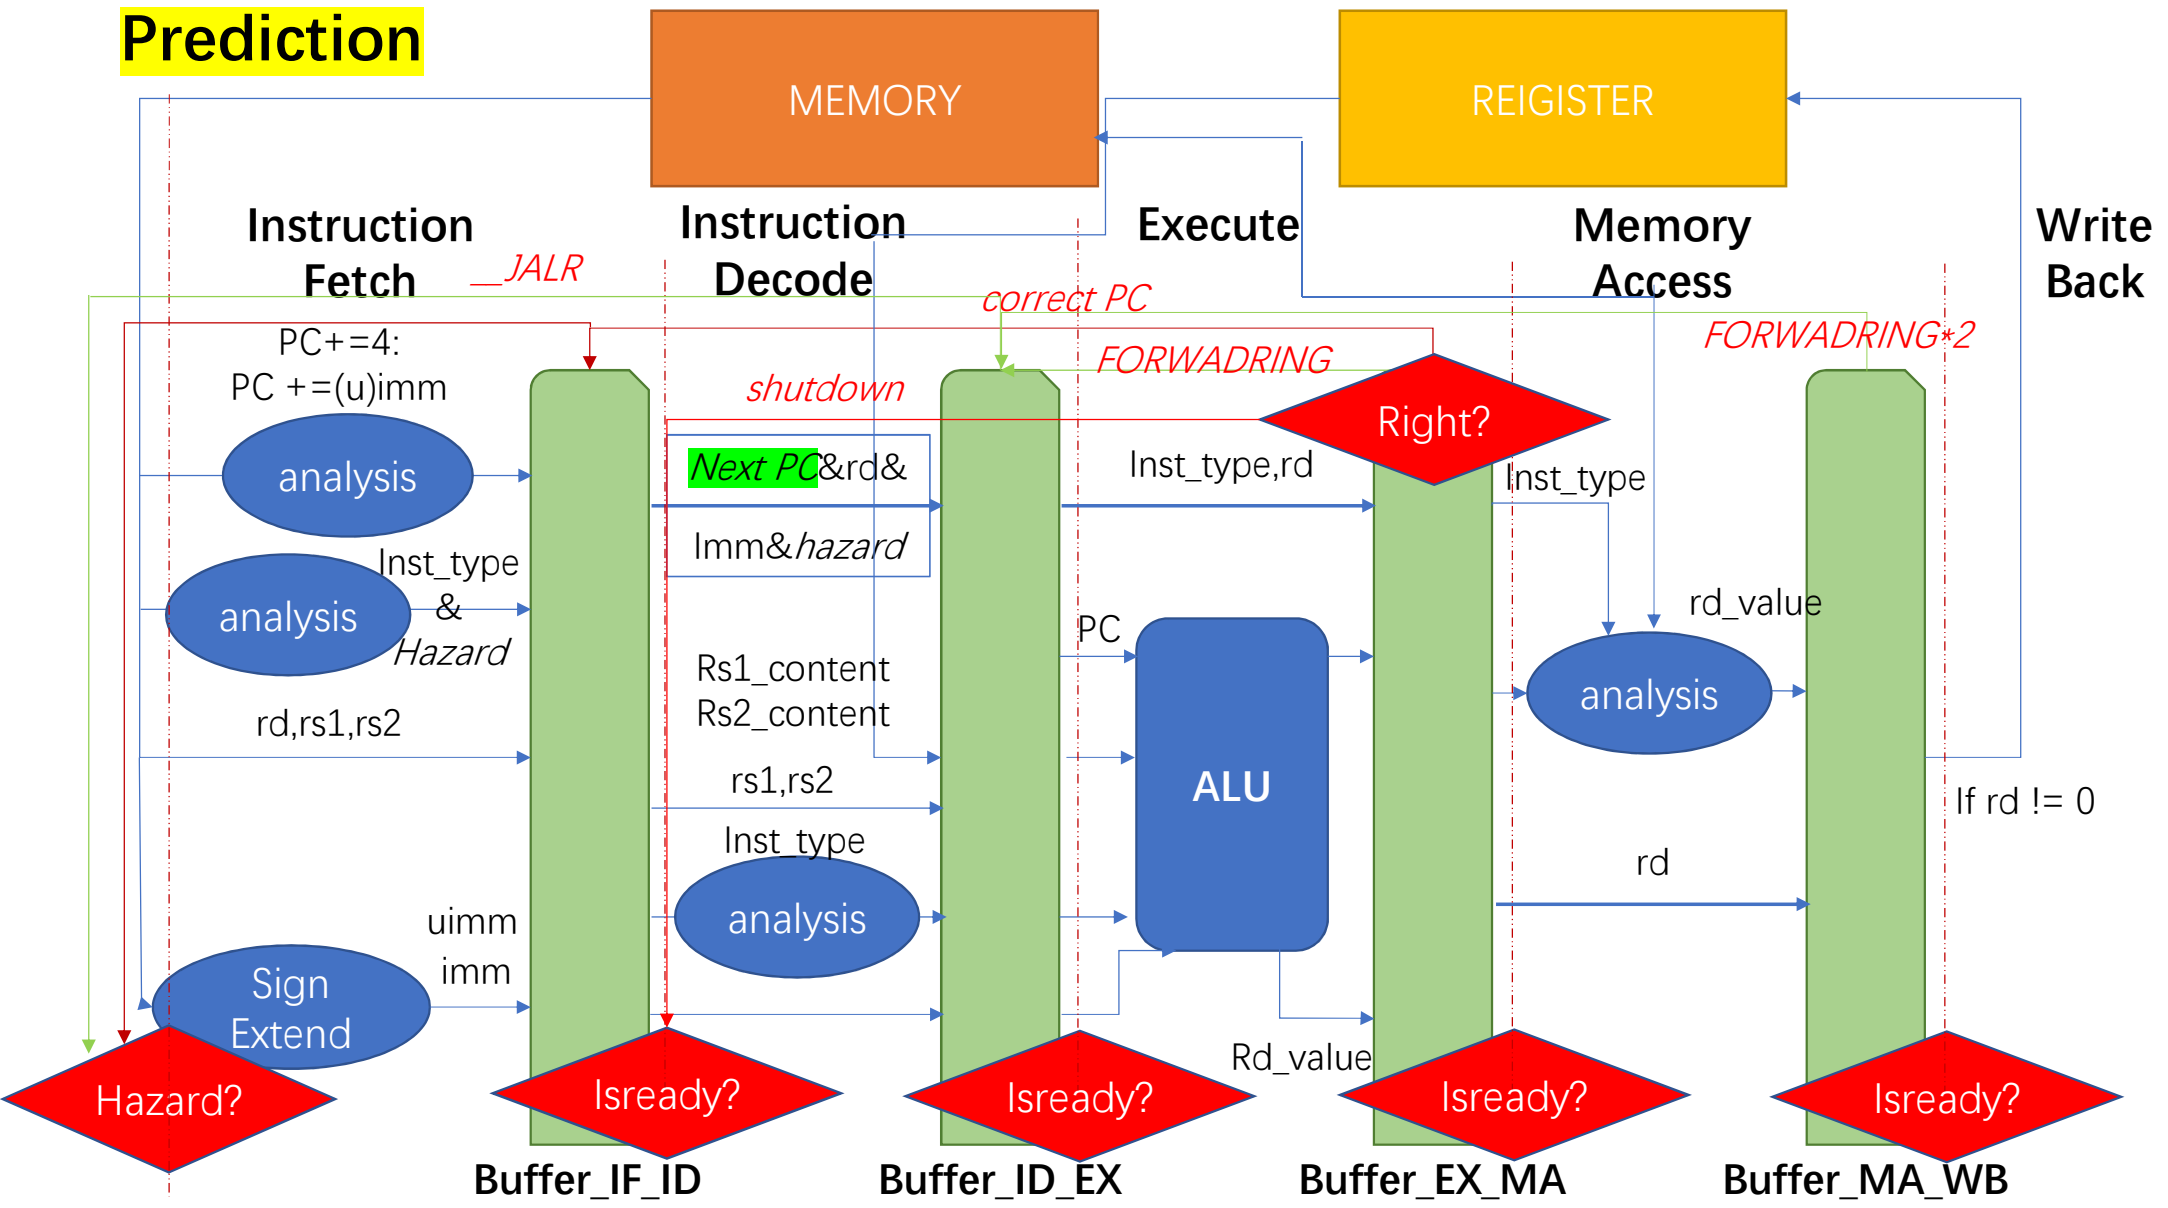 Prediction
MEMORY
REIGISTER
Instruction
Fetch
Instruction
Decode
Execute
Memory
Access
Write
Back
__JALR
correct PC
FORWADRING*2
PC+=4:
PC +=(u)imm
FORWADRING
shutdown
Right?
analysis
Next PC&rd&
Imm&hazard
Inst_type,rd
Inst_type
analysis
Inst_type
&
Hazard
PC
rd_value
Rs1_content
Rs2_content
analysis
rd,rs1,rs2
rs1,rs2
ALU
If rd != 0
Inst_type
analysis
rd
uimm
imm
Sign
Extend
Rd_value
Hazard?
Isready?
Isready?
Isready?
Isready?
Buffer_IF_ID
Buffer_ID_EX
Buffer_EX_MA
Buffer_MA_WB